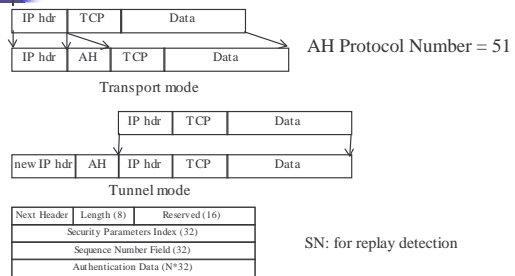 IP hdr TCP Data
IP hdr AH TCP Data
AH Protocol Number = 51
Transport mode
IP hdr TCP Data
new IP hdr AH IP hdr TCP Data
Tunnel mode
Next Header Length (8) Reserved (16)
Security Parameters Index (32)
Sequence Number Field (32)
Authentication Data (N*32)
SN: for replay detection